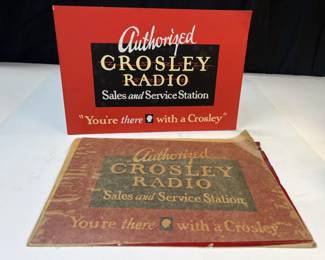 Authorized
CROSLEY
RADIO
Sales and Service Station
"You're there with a Crosley"
Authorized
CROSLEY
RADIO
Sales and Service Station
"You're there with a Crosley"